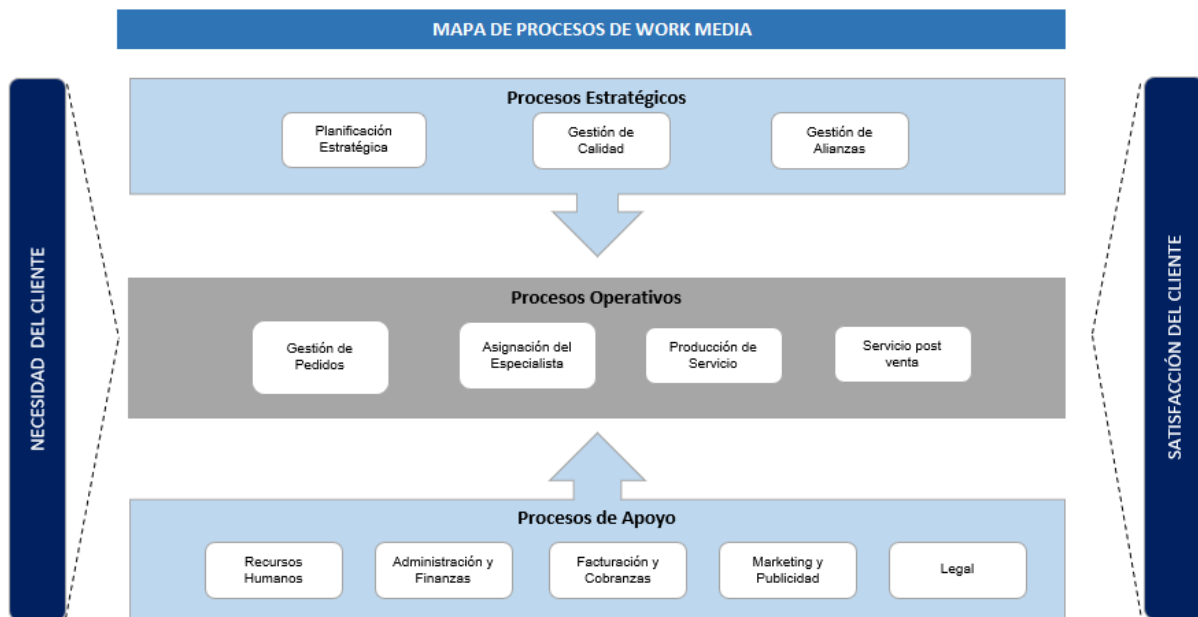 MAPA DE PROCESOS DE WORK MEDIA
NECESIDAD DEL CLIENTE
Procesos Estratégicos
Planificación
Estratégica
Gestión de
Calidad
Gestión de
Alianzas
Procesos Operativos
Gestión de
Pedidos
Asignación del
Especialista
Producción de
Servicio
Servicio post
venta
Procesos de Apoyo
Recursos
Humanos
Administración y
Finanzas
Facturación y
Cobranzas
Marketing y
Publicidad
Legal
SATISFACCIÓN DEL CLIENTE